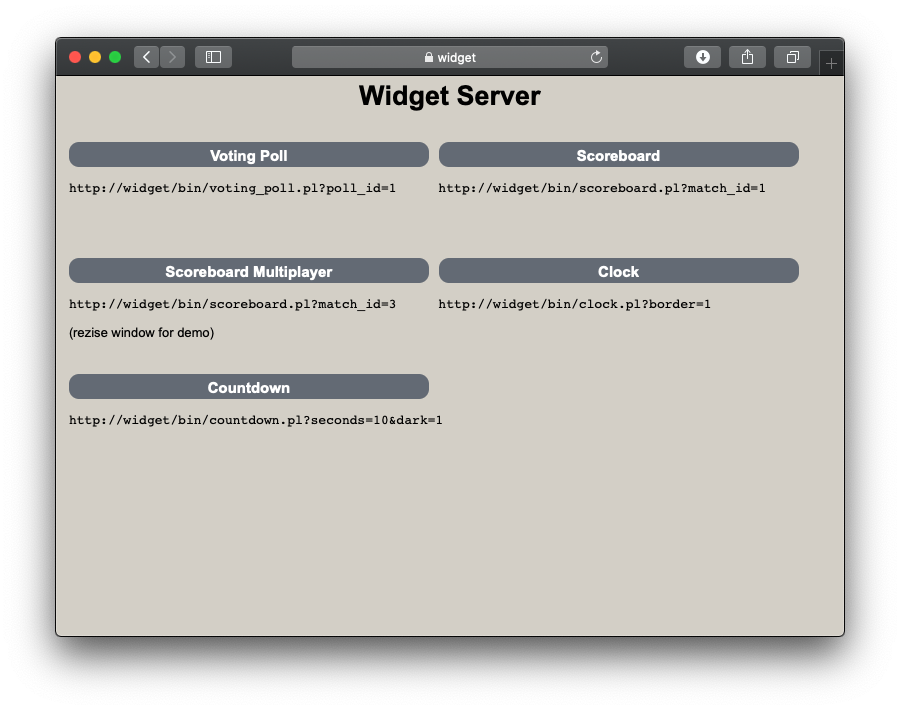 widget
Widget Server
Voting Poll
http://widget/bin/voting_poll.pl?poll_id=1
Scoreboard
http://widget/bin/scoreboard.pl?match_id=1
Scoreboard Multiplayer
http://widget/bin/scoreboard.pl?match_id=3
(rezise window for demo)
Clock
http://widget/bin/clock.pl?border=1
Countdown
http://widget/bin/countdown.pl?seconds=10&dark=1